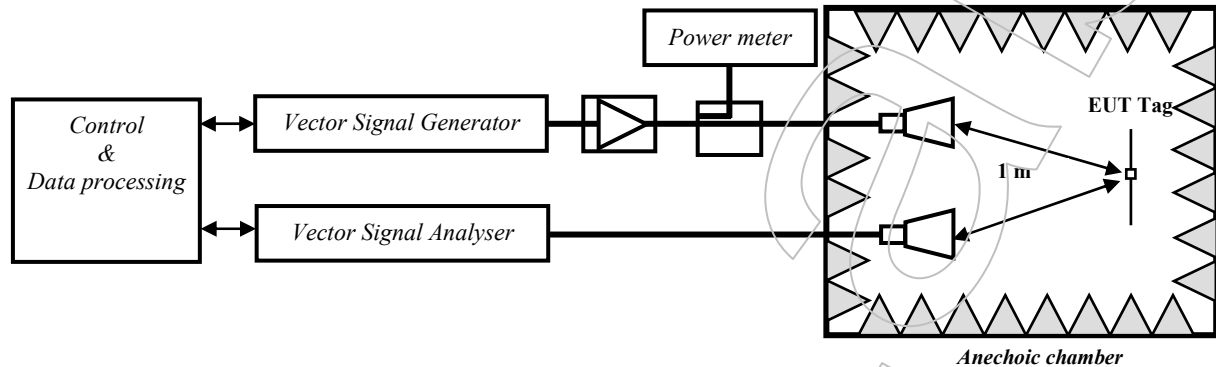 Power meter
Control
&
Data processing
Vector Signal Generator
Vector Signal Analyser
EUT Tag
1 m
Anechoic chamber